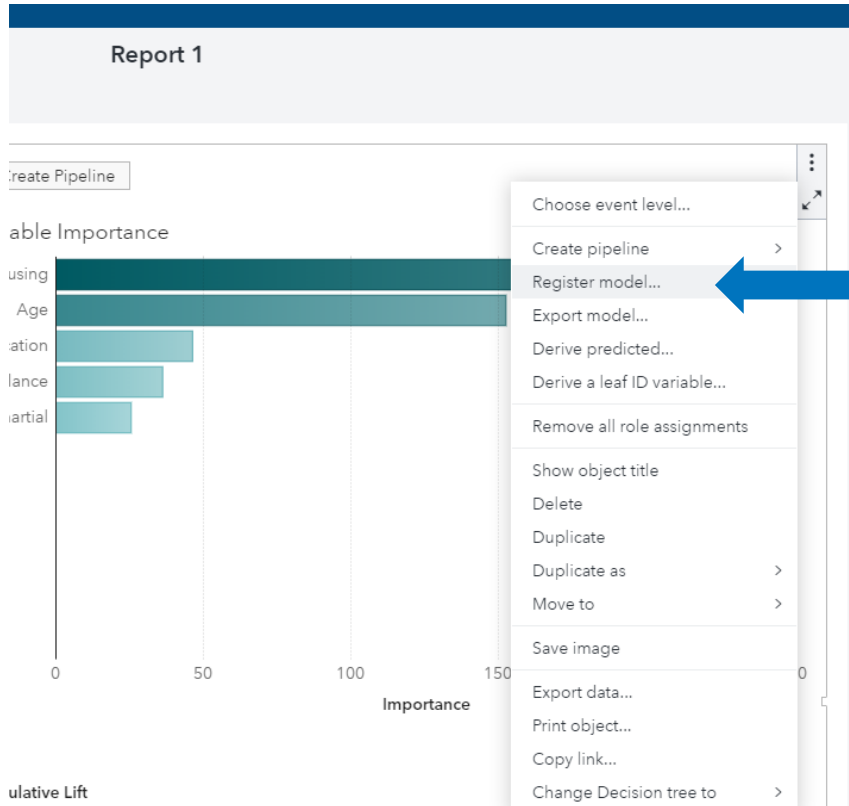 Report 1
Create Pipeline
able Importance
using
Age
ation
lance
artial
0
50
100
150
0
Importance
ulative Lift
Choose event level...
Create pipeline
Register model...
Export model...
Derive predicted...
Derive a leaf ID variable...
Remove all role assignments
Show object title
Delete
Duplicate
Duplicate as
Move to
Save image
Export data...
Print object...
Copy link...
Change Decision tree to